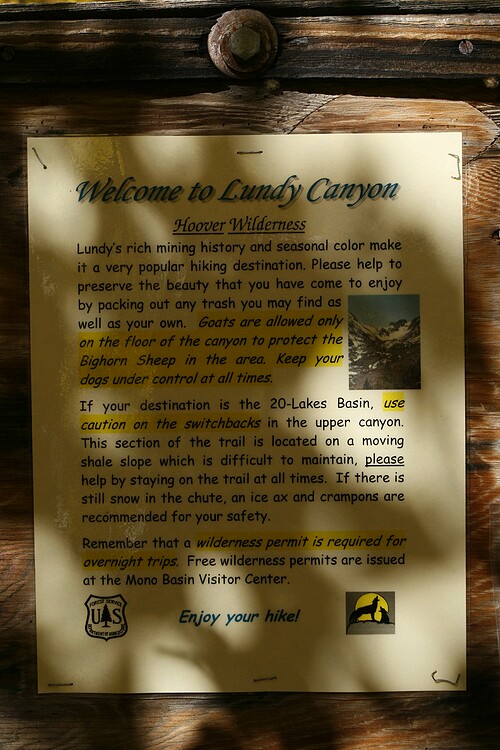 Welcome to Lundy Canyon
Hoover Wilderness
Lundy's rich mining history and seasonal color make
it a very popular hiking destination. Please help to
preserve the beauty that you have come to enjoy
by packing out any trash you may find as
well as your own. Goats are allowed only
on the floor of the canyon to protect the
Bighorn Sheep in the area. Keep your
dogs under control at all times.
If your destination is the 20-Lakes Basin, use
caution on the switchbacks in the upper canyon.
This section of the trail is located on a moving
shale slope which is difficult to maintain, please
help by staying on the trail at all times. If there is
still snow in the chute, an ice ax and crampons are
recommended for your safety.
Remember that a wilderness permit is required for
overnight trips. Free wilderness permits are issued
at the Mono Basin Visitor Center.
FOREST SERVICE
U S
DEPARTMENT OF AGRICULTURE
Enjoy your hike!